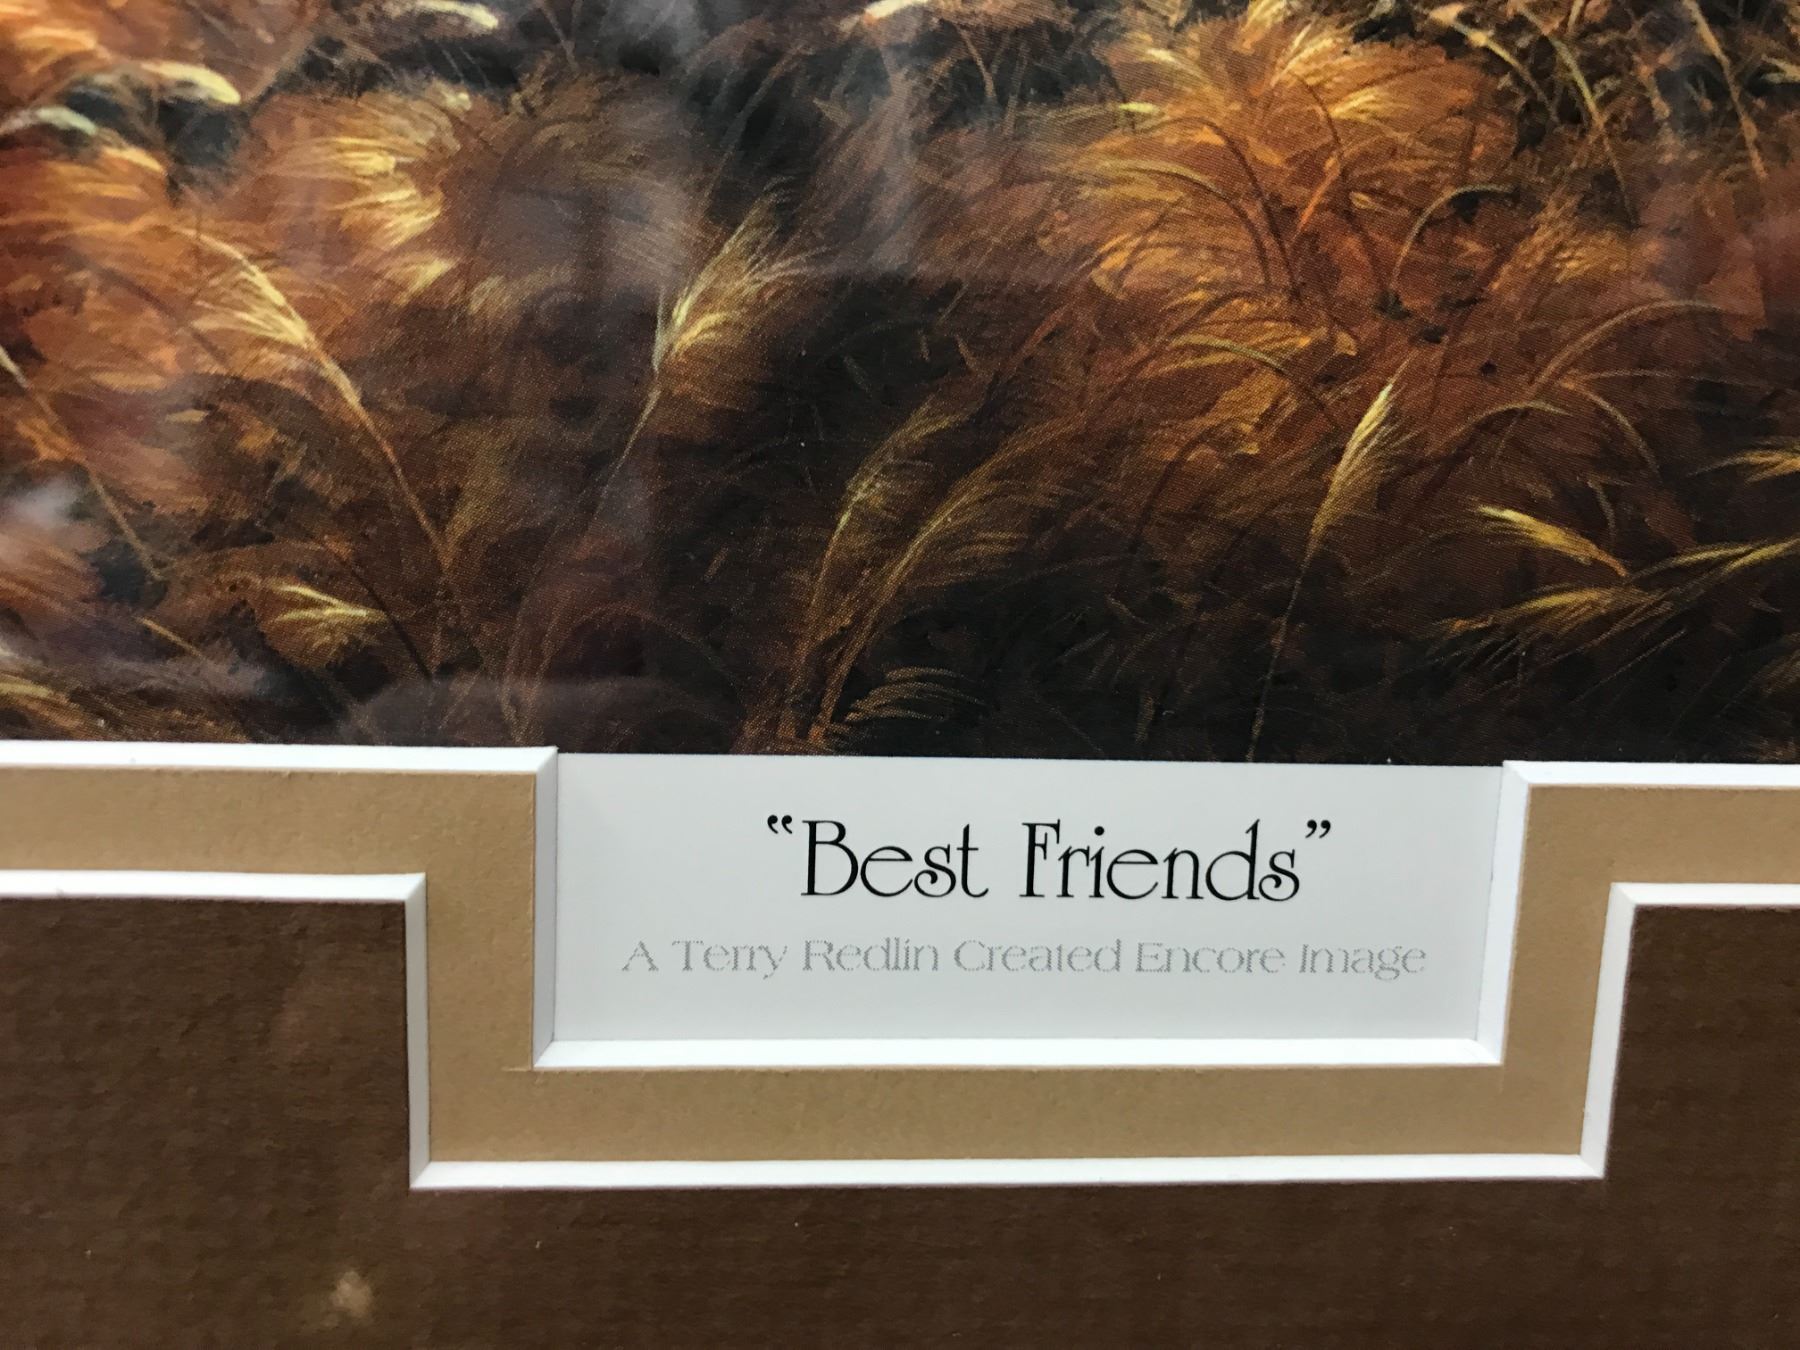 “Best Friends”
A Terry Redlin Created Encore Image